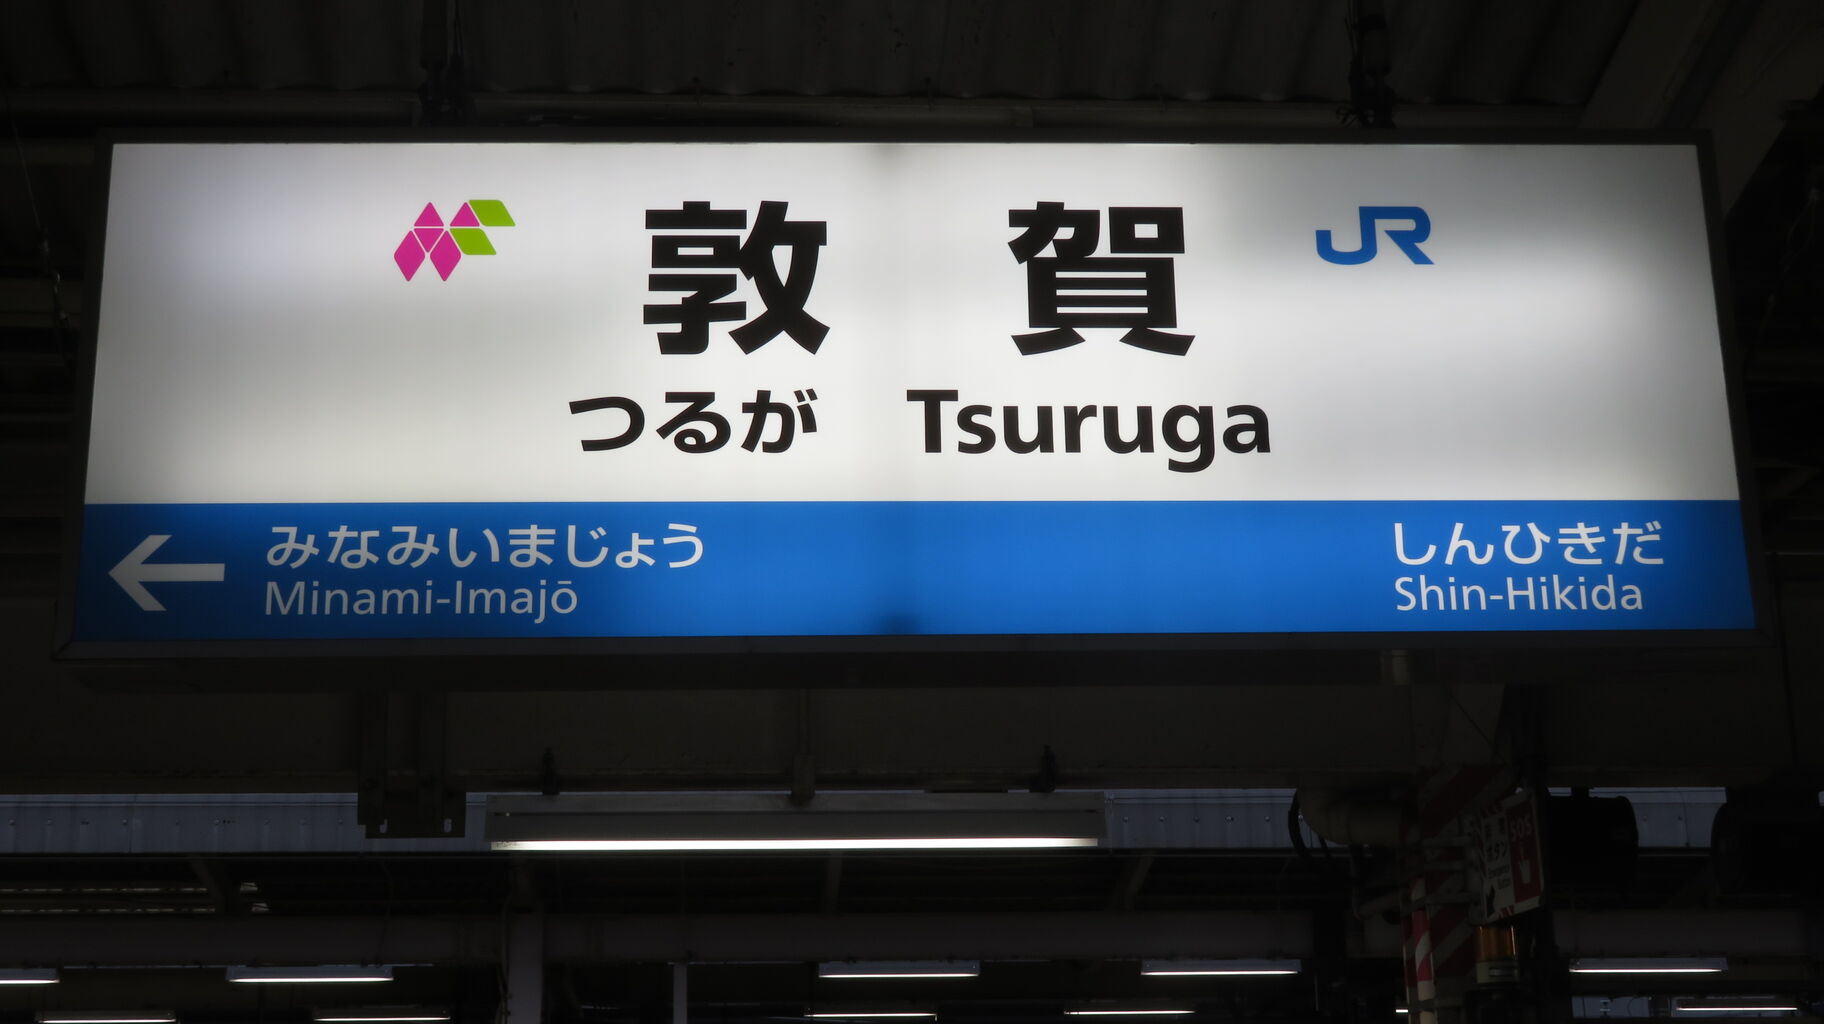 敦賀
JR
つるが Tsuruga
みなみいまじょう
Minami-Imajō
しんひきだ
Shin-Hikida
SOS